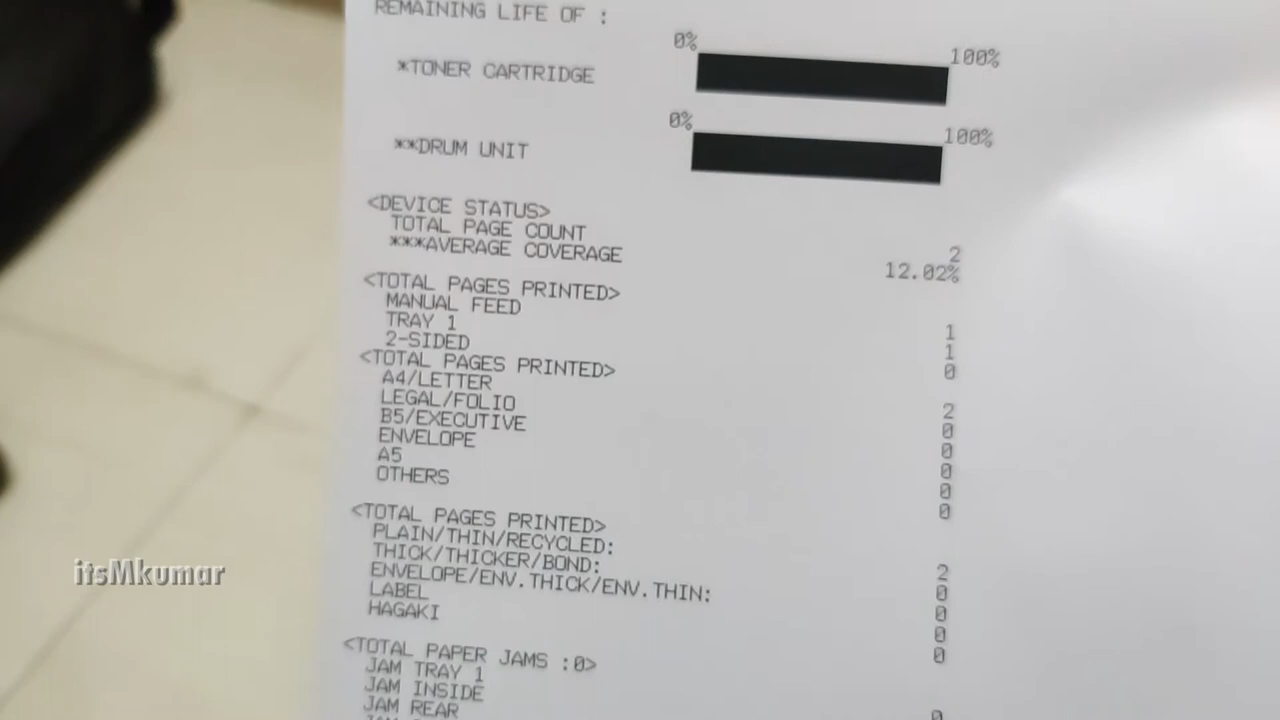 REMAINING LIFE OF :
0% 100%
*TONER CARTRIDGE
0% 100%
**DRUM UNIT
<DEVICE STATUS>
TOTAL PAGE COUNT 2
***AVERAGE COVERAGE 12.02%
<TOTAL PAGES PRINTED>
MANUAL FEED 1
TRAY 1 1
2-SIDED 0
<TOTAL PAGES PRINTED>
A4/LETTER 2
LEGAL/FOLIO 0
B5/EXECUTIVE 0
ENVELOPE 0
A5 0
OTHERS 0
<TOTAL PAGES PRINTED>
PLAIN/THIN/RECYCLED: 2
THICK/THICKER/BOND: 0
ENVELOPE/ENV.THICK/ENV.THIN: 0
LABEL 0
HAGAKI 0
<TOTAL PAPER JAMS :0>
JAM TRAY 1 0
JAM INSIDE
JAM REAR
itsMkumar